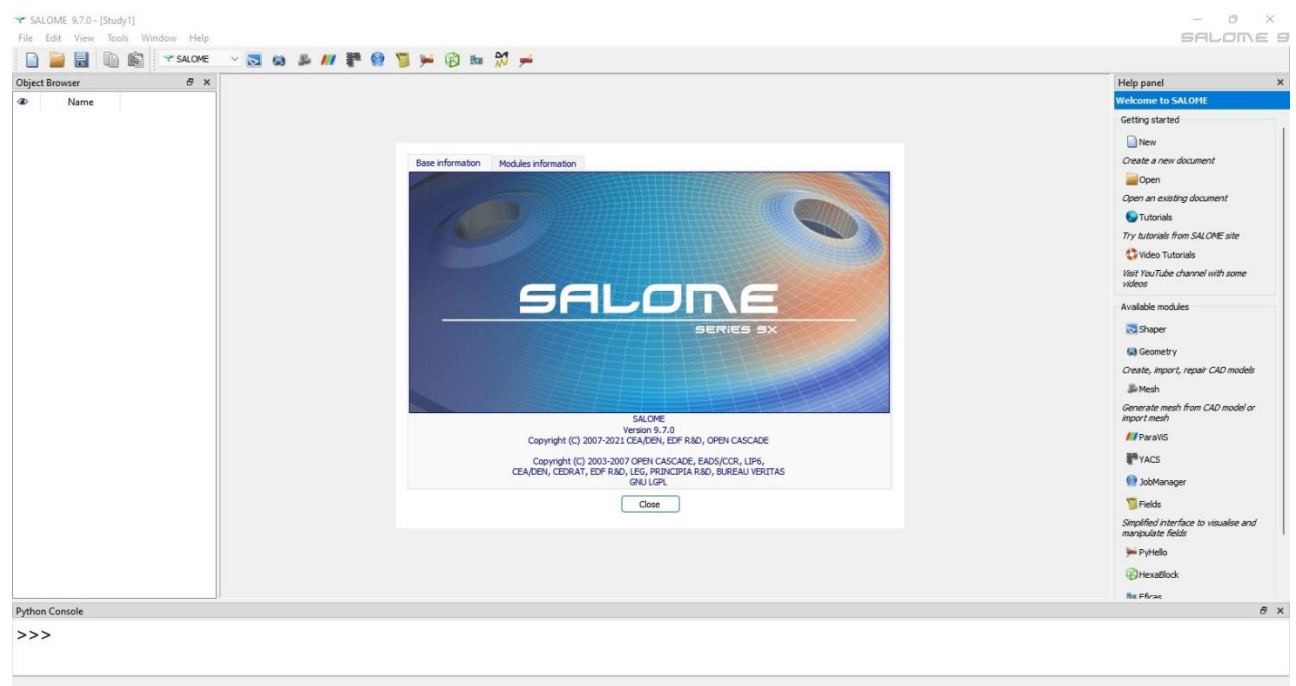 SALOME 9.7.0 - [Study1]
File Edit View Tools Window Help
SALOME 9
SALOME
Object Browser
Name
Base information Modules information
SALOME
SERIES 9X
SALOME
Version 9.7.0
Copyright (C) 2007-2021 CEA/DEN, EDF R&D, OPEN CASCADE
Copyright (C) 2003-2007 OPEN CASCADE, EADS/CCR, LIP6,
CEA/DEN, CEDRAT, EDF R&D, LEG, PRINCIPIA R&D, BUREAU VERITAS
GNU LGPL
Close
Help panel
Welcome to SALOME
Getting started
New
Create a new document
Open
Open an existing document
Tutorials
Try tutorials from SALOME site
Video Tutorials
Visit YouTube channel with some
videos
Available modules
Shaper
Geometry
Create, import, repair CAD models
Mesh
Generate mesh from CAD model or
import mesh
ParaViS
YACS
JobManager
Fields
Simplified interface to visualise and
manipulate fields
PyHello
HexaBlock
Eficas
Python Console
>>>